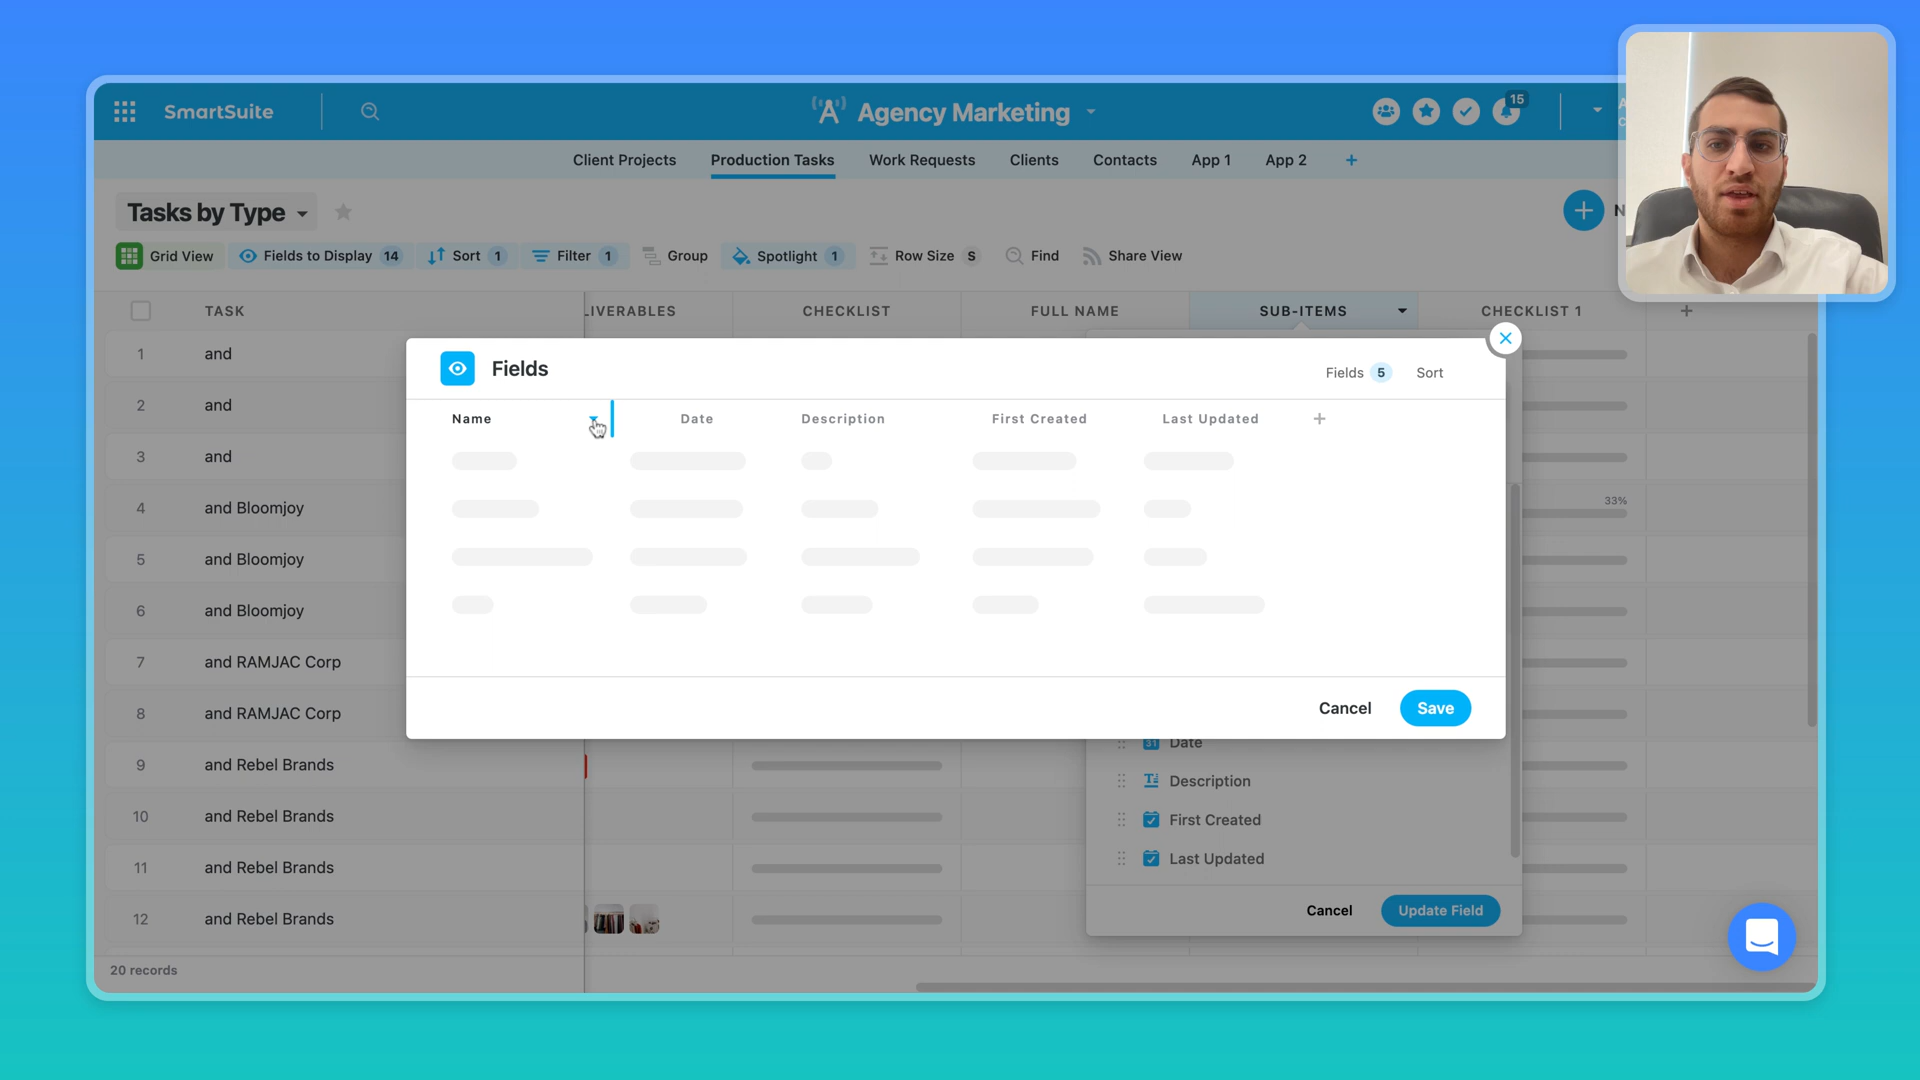 SmartSuite
Agency Marketing
15
Client Projects Production Tasks Work Requests Clients Contacts App 1 App 2 +
Tasks by Type
Grid View Fields to Display 14 Sort 1 Filter 1 Group Spotlight 1 Row Size S Find Share View
TASK LIVERABLES CHECKLIST FULL NAME SUB-ITEMS CHECKLIST 1 +
1 and
2 and
3 and
4 and Bloomjoy
33%
5 and Bloomjoy
6 and Bloomjoy
7 and RAMJAC Corp
8 and RAMJAC Corp
9 and Rebel Brands
10 and Rebel Brands
11 and Rebel Brands
12 and Rebel Brands
20 records
Fields
Fields 5 Sort
Name Date Description First Created Last Updated +
Cancel Save
31 Date
Description
First Created
Last Updated
Cancel Update Field